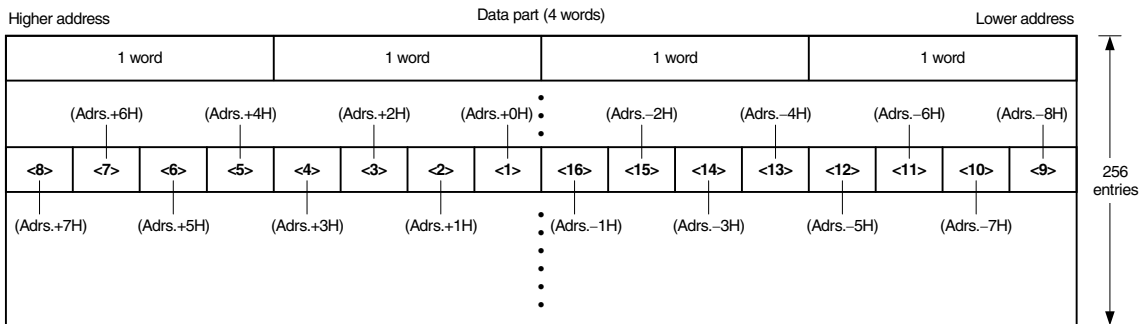 Higher address Data part (4 words) Lower address
1 word 1 word 1 word 1 word
(Adrs.+6H) (Adrs.+4H) (Adrs.+2H) (Adrs.+0H) (Adrs.−2H) (Adrs.−4H) (Adrs.−6H) (Adrs.−8H)
<8> <7> <6> <5> <4> <3> <2> <1> <16> <15> <14> <13> <12> <11> <10> <9>
256
entries
(Adrs.+7H) (Adrs.+5H) (Adrs.+3H) (Adrs.+1H) (Adrs.−1H) (Adrs.−3H) (Adrs.−5H) (Adrs.−7H)